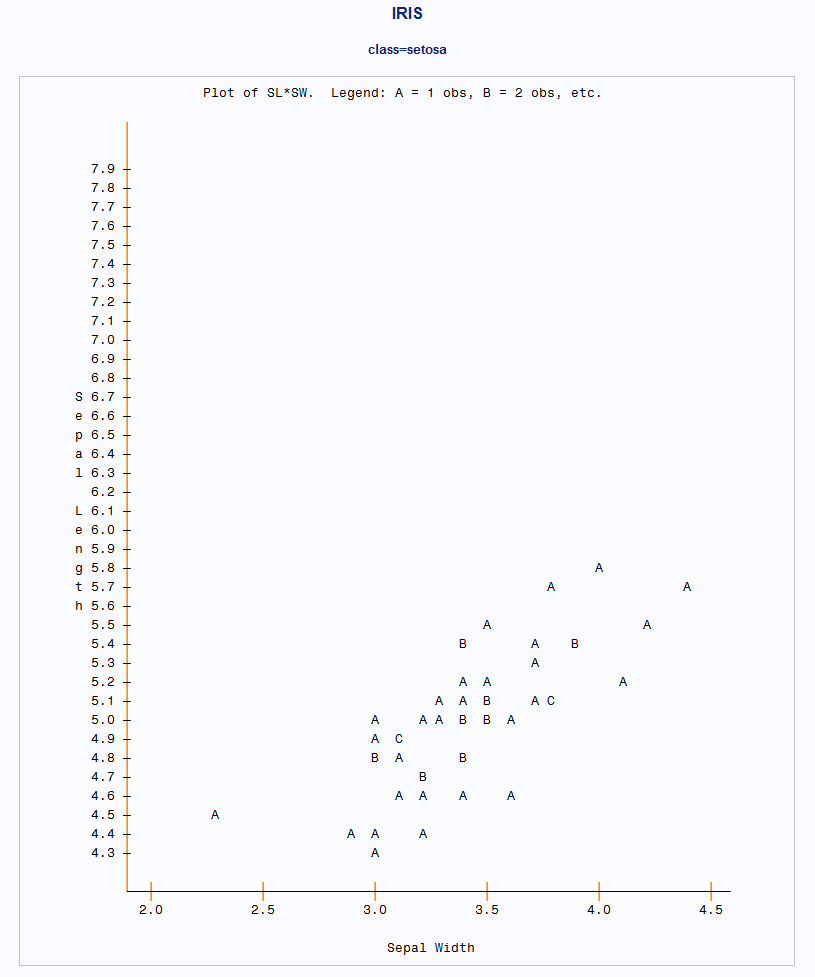 IRIS
class=setosa
Plot of SL*SW.  Legend: A = 1 obs, B = 2 obs, etc.
7.9
7.8
7.7
7.6
7.5
7.4
7.3
7.2
7.1
7.0
6.9
6.8
S 6.7
e 6.6
p 6.5
a 6.4
l 6.3
6.2
L 6.1
e 6.0
n 5.9
g 5.8 A
t 5.7 A A
h 5.6
5.5 A A
5.4 B A B
5.3 A
5.2 A A A
5.1 A A B A C
5.0 A A A B B A
4.9 A C
4.8 B A B
4.7 B
4.6 A A A A
4.5 A
4.4 A A A
4.3 A
2.0 2.5 3.0 3.5 4.0 4.5
Sepal Width